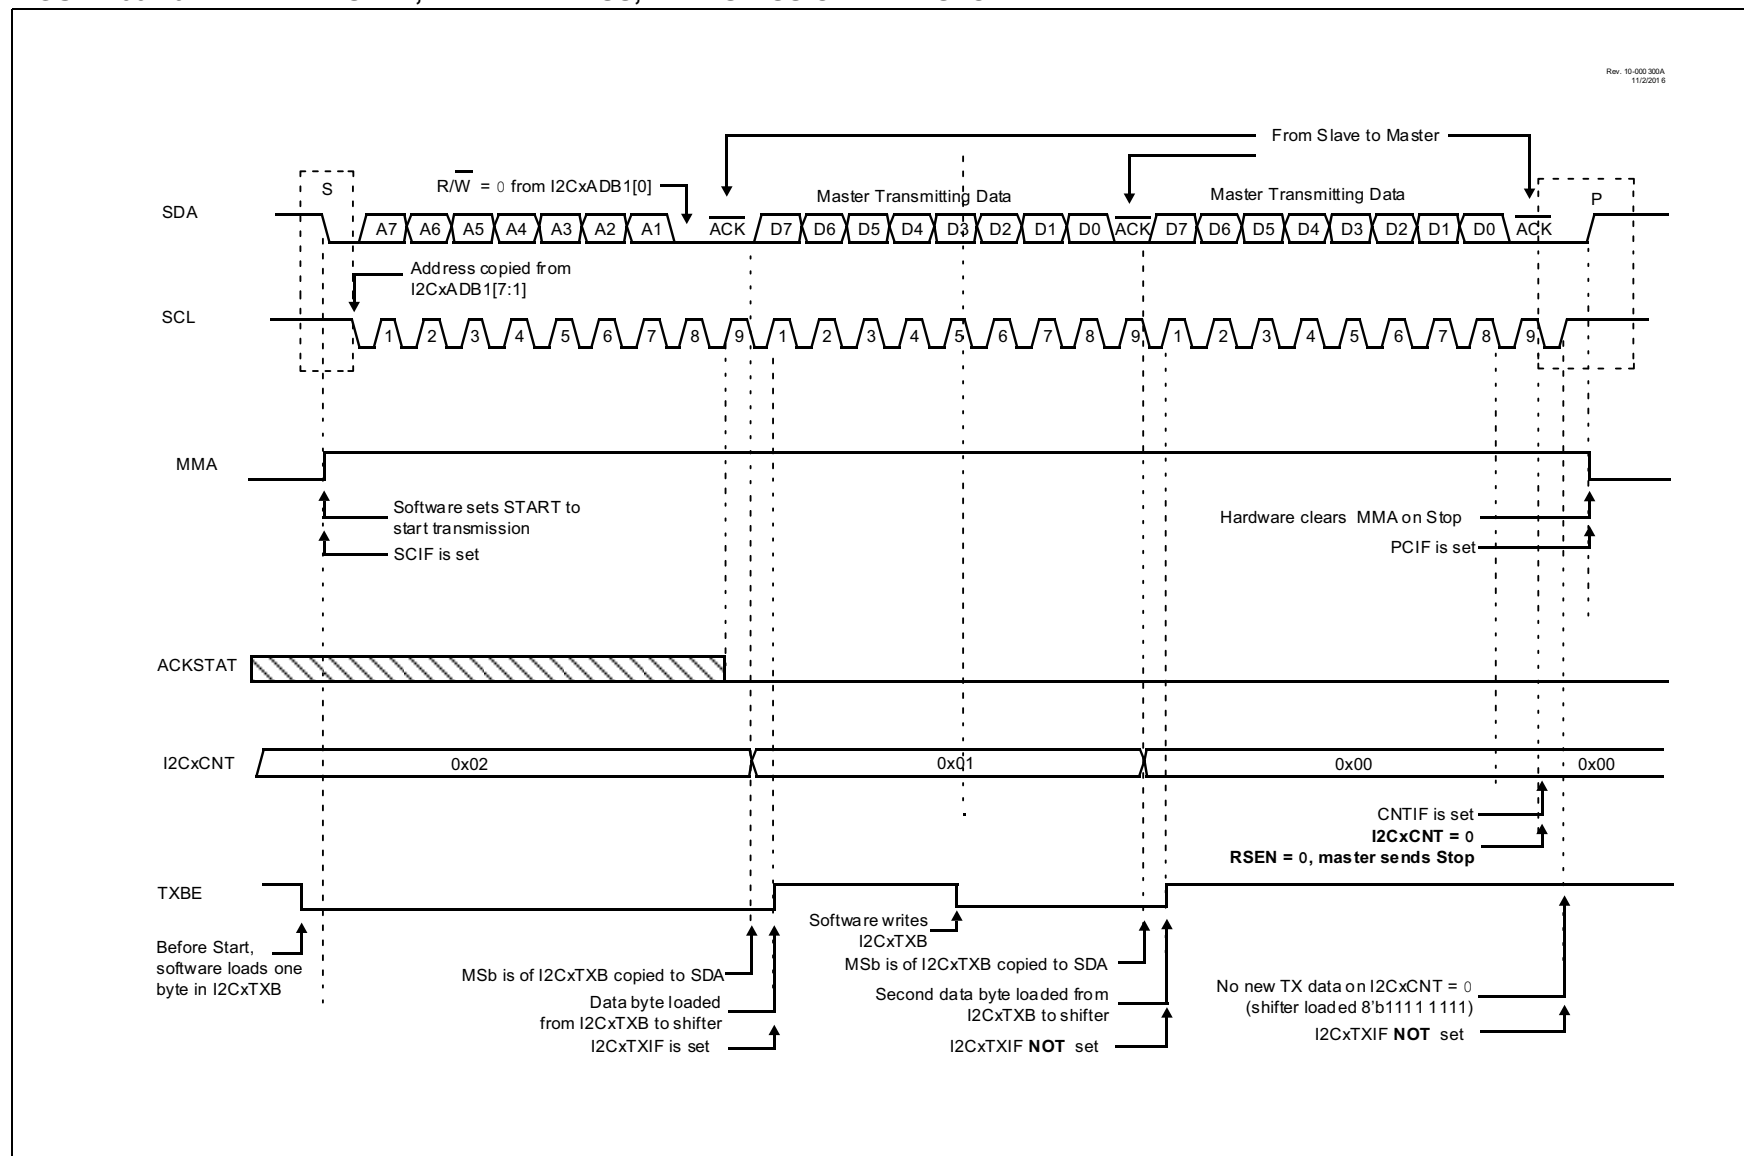 Rev. 10-000300A
11/2/2016
From Slave to Master
S
R/W = 0 from I2CxADB1[0]
Master Transmitting Data
Master Transmitting Data
P
SDA
A7 A6 A5 A4 A3 A2 A1 ACK D7 D6 D5 D4 D3 D2 D1 D0 ACK D7 D6 D5 D4 D3 D2 D1 D0 ACK
Address copied from
I2CxADB1[7:1]
SCL
1 2 3 4 5 6 7 8 9 1 2 3 4 5 6 7 8 9 1 2 3 4 5 6 7 8 9
MMA
Software sets START to
start transmission
SCIF is set
Hardware clears MMA on Stop
PCIF is set
ACKSTAT
I2CxCNT
0x02 0x01 0x00 0x00
CNTIF is set
I2CxCNT = 0
RSEN = 0, master sends Stop
TXBE
Before Start,
software loads one
byte in I2CxTXB
MSb is of I2CxTXB copied to SDA
Data byte loaded
from I2CxTXB to shifter
I2CxTXIF is set
Software writes
I2CxTXB
MSb is of I2CxTXB copied to SDA
Second data byte loaded from
I2CxTXB to shifter
I2CxTXIF NOT set
No new TX data on I2CxCNT = 0
(shifter loaded 8'b1111 1111)
I2CxTXIF NOT set